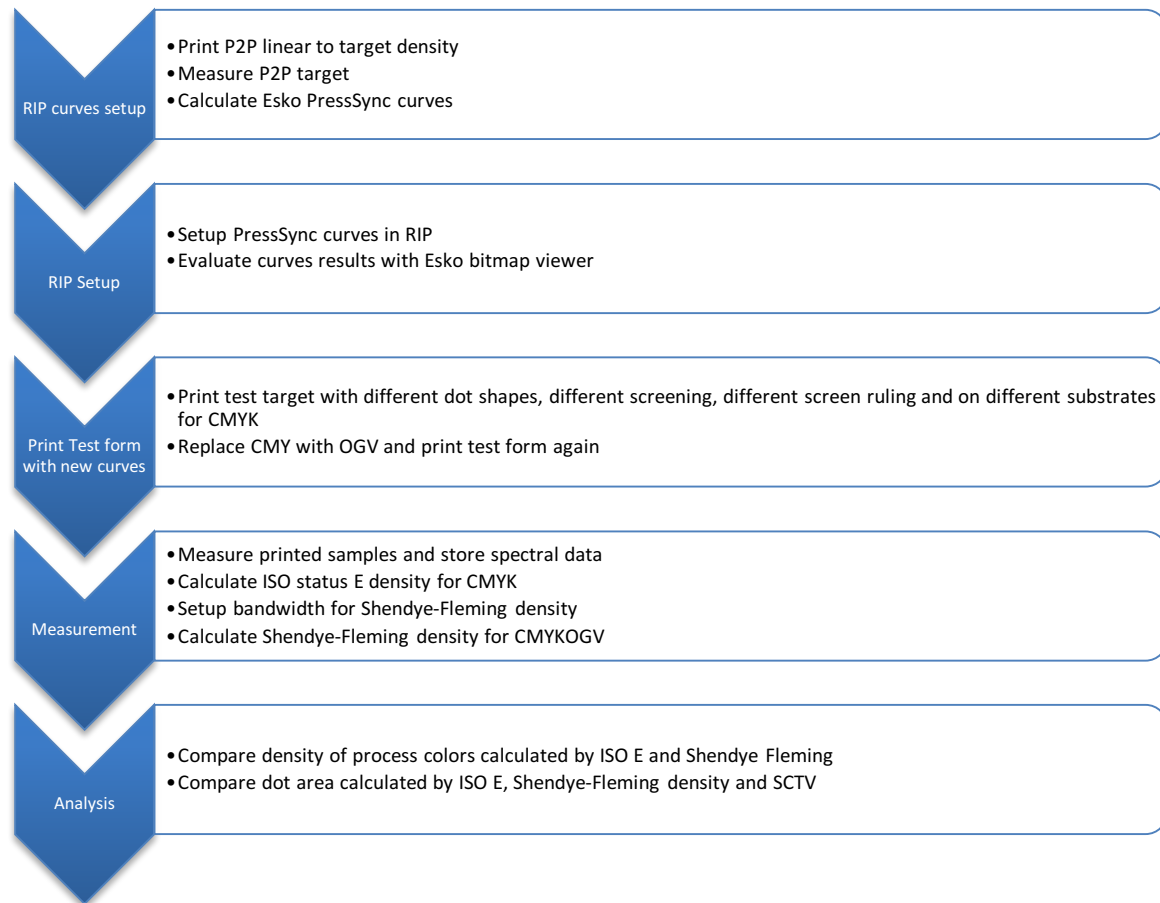 RIP curves setup
•Print P2P linear to target density
•Measure P2P target
•Calculate Esko PressSync curves
RIP Setup
•Setup PressSync curves in RIP
•Evaluate curves results with Esko bitmap viewer
Print Test form
with new curves
•Print test target with different dot shapes, different screening, different screen ruling and on different substrates
for CMYK
•Replace CMY with OGV and print test form again
Measurement
•Measure printed samples and store spectral data
•Calculate ISO status E density for CMYK
•Setup bandwidth for Shendye-Fleming density
•Calculate Shendye-Fleming density for CMYKOGV
Analysis
•Compare density of process colors calculated by ISO E and Shendye Fleming
•Compare dot area calculated by ISO E, Shendye-Fleming density and SCTV